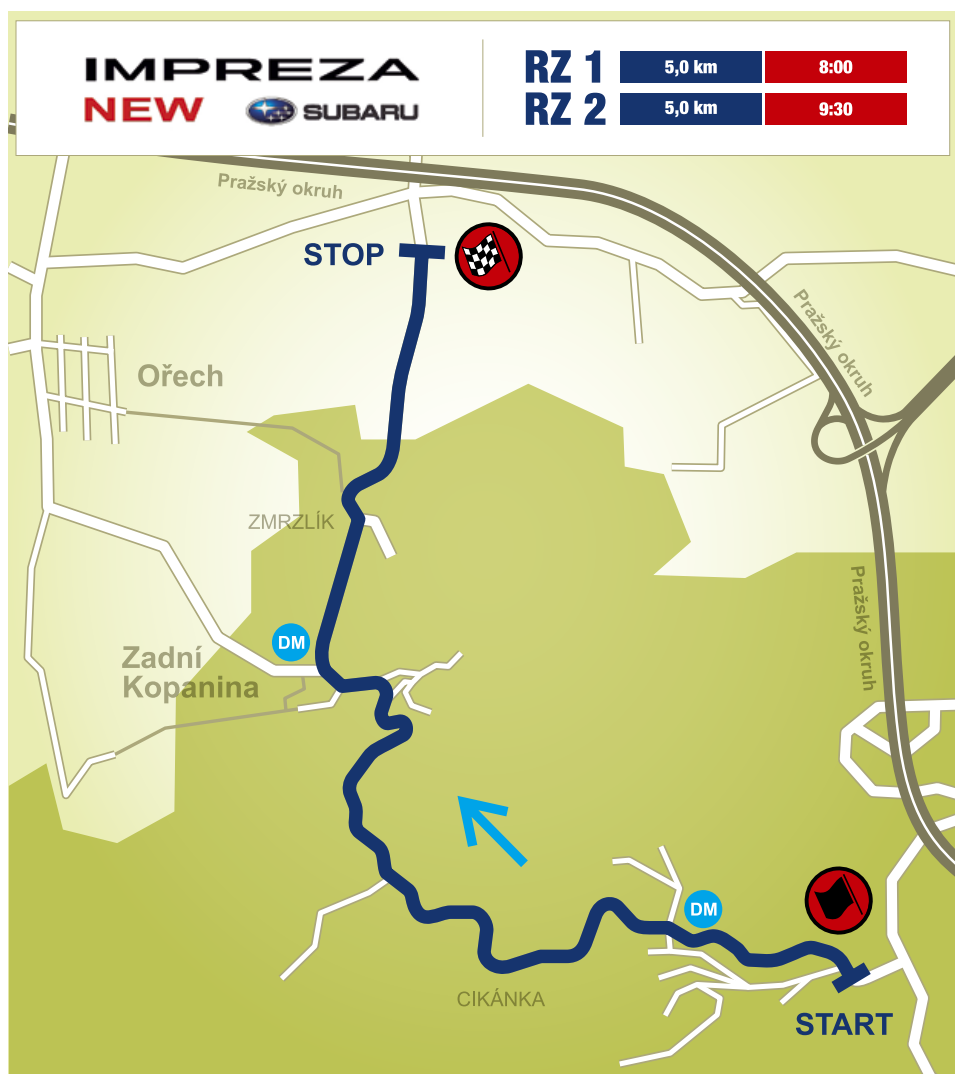 IMPREZA
NEW SUBARU
RZ 1 5,0 km 8:00
RZ 2 5,0 km 9:30
Pražský okruh
STOP
Pražský okruh
Ořech
ZMRZLÍK
Pražský okruh
DM
Zadní
Kopanina
DM
CIKÁNKA
START